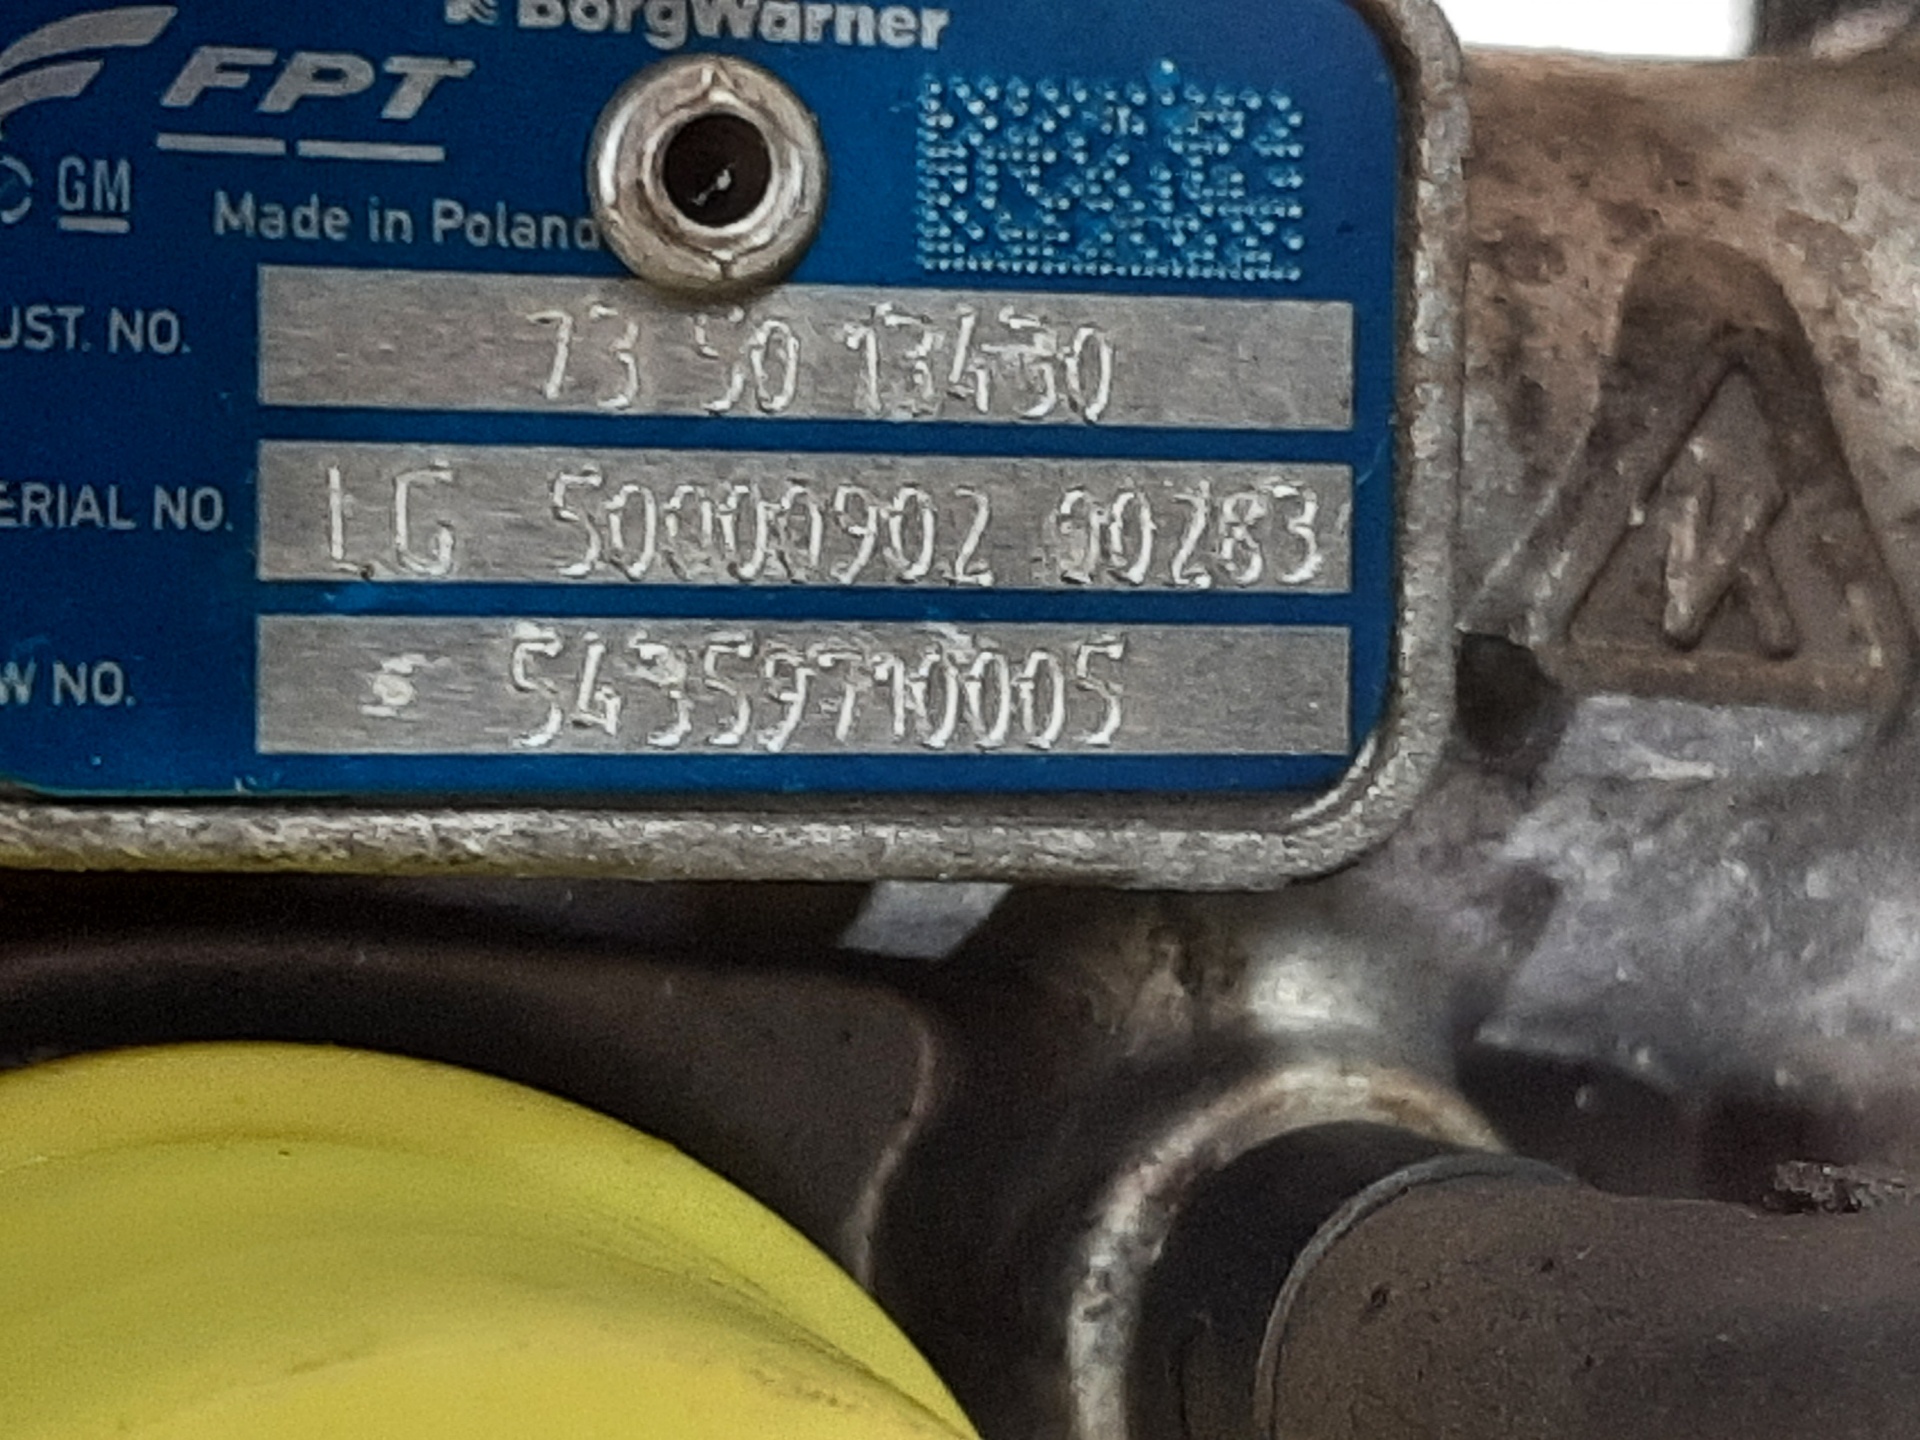 BorgWarner
FPT
GM
Made in Poland
UST. NO. 73 50 13430
ERIAL NO. LG 50000902 00283
W NO. s 54359710005
K